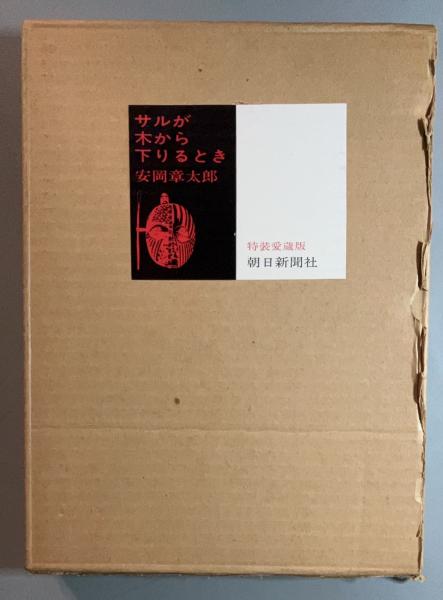 サルが
木から
下りるとき
安岡章太郎
特装愛蔵版
朝日新聞社